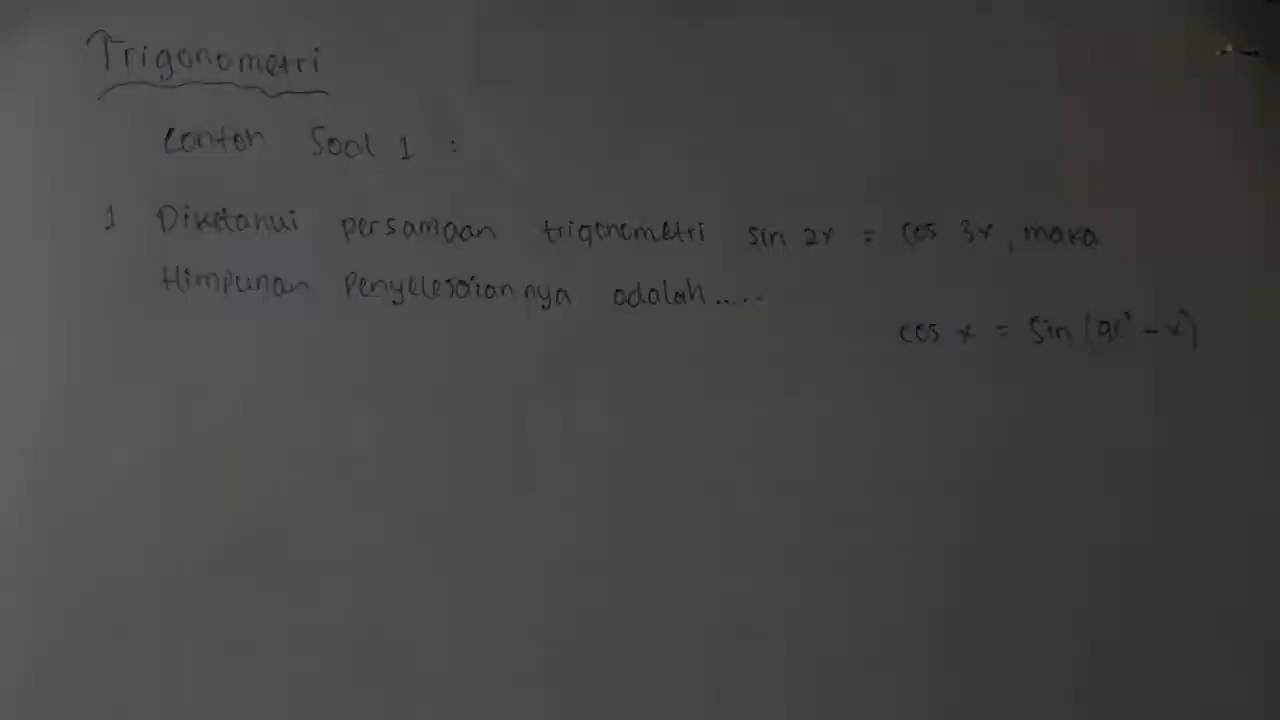 Trigonometri
Contoh Soal 1 :
1 Diketahui persamaan trigonometri sin 2x = cos 3x, maka
Himpunan Penyelesaiannya adalah.....
cos x = sin (90° - x)